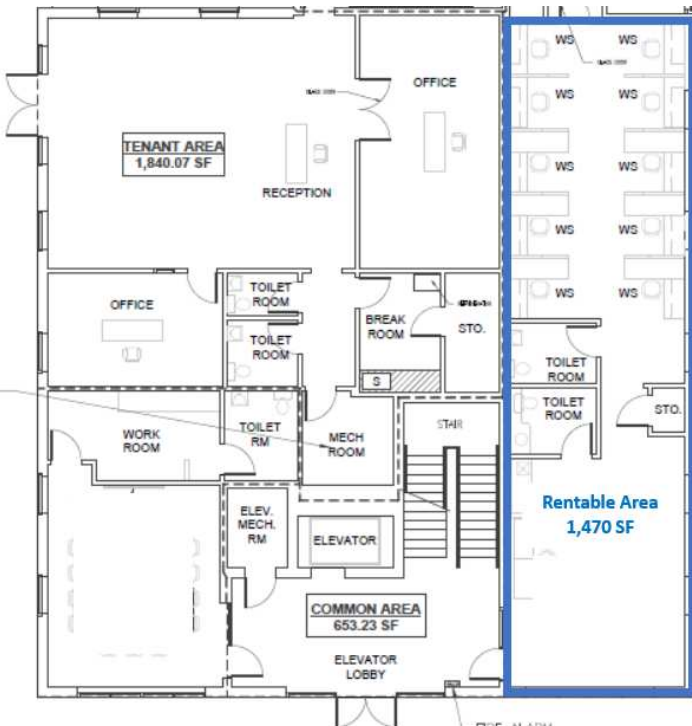 WS WS
OFFICE
WS WS
TENANT AREA
1,840.07 SF
WS WS
RECEPTION
WS WS
OFFICE
TOILET
ROOM
WS WS
BREAK
ROOM
STO.
TOILET
ROOM
TOILET
ROOM
S
TOILET
ROOM
STO.
WORK
ROOM
TOILET
RM
MECH
ROOM
STAIR
Rentable Area
1,470 SF
ELEV.
MECH.
RM
ELEVATOR
COMMON AREA
653.23 SF
ELEVATOR
LOBBY